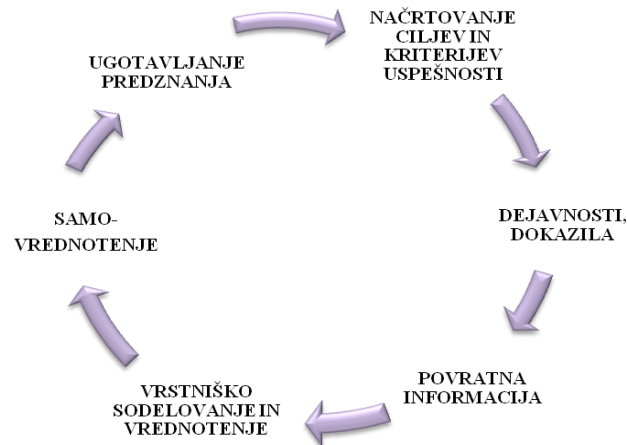 UGOTAVLJANJE
PREDZNANJA
NAČRTOVANJE
CILJEV IN
KRITERIJEV
USPEŠNOSTI
DEJAVNOSTI,
DOKAZILA
POVRATNA
INFORMACIJA
VRSTNIŠKO
SODELOVANJE IN
VREDNOTENJE
SAMO-
VREDNOTENJE